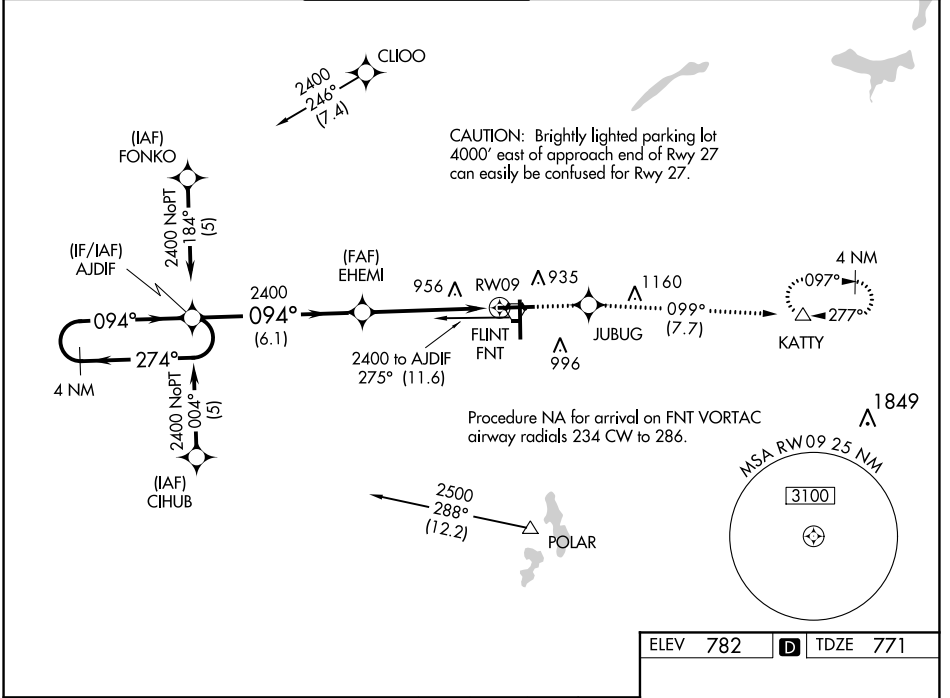 CLIOO
2400
246°
(7.4)
CAUTION: Brightly lighted parking lot
4000' east of approach end of Rwy 27
can easily be confused for Rwy 27.
(IAF)
FONKO
2400 NoPT
184°
(5)
(IF/IAF)
AJDIF
(FAF)
EHEMI
956
RW09
935
1160
4 NM
097°
277°
KATTY
094°
2400
094°
(6.1)
099°
(7.7)
JUBUG
FLINT
FNT
996
274°
4 NM
2400 to AJDIF
275° (11.6)
2400 NoPT
004°
(5)
(IAF)
CIHUB
Procedure NA for arrival on FNT VORTAC
airway radials 234 CW to 286.
1849
MSA RW09 25 NM
3100
2500
288°
(12.2)
POLAR
ELEV 782 D TDZE 771